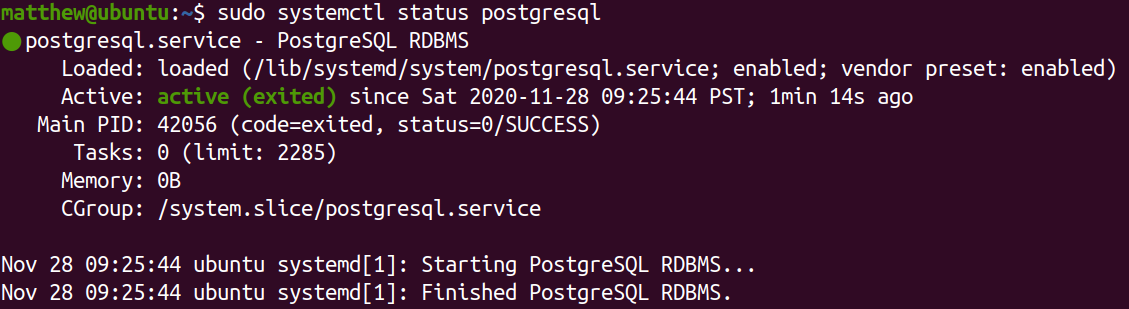 matthew@ubuntu:~$ sudo systemctl status postgresql
● postgresql.service - PostgreSQL RDBMS
     Loaded: loaded (/lib/systemd/system/postgresql.service; enabled; vendor preset: enabled)
     Active: active (exited) since Sat 2020-11-28 09:25:44 PST; 1min 14s ago
   Main PID: 42056 (code=exited, status=0/SUCCESS)
      Tasks: 0 (limit: 2285)
     Memory: 0B
     CGroup: /system.slice/postgresql.service

Nov 28 09:25:44 ubuntu systemd[1]: Starting PostgreSQL RDBMS...
Nov 28 09:25:44 ubuntu systemd[1]: Finished PostgreSQL RDBMS.